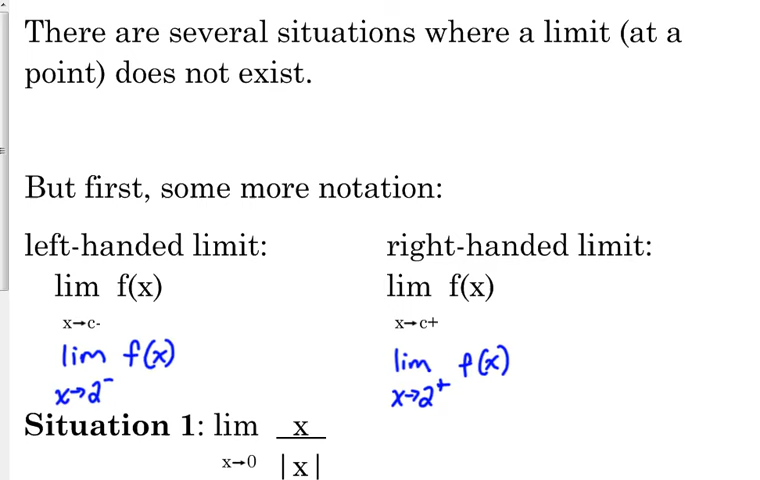 There are several situations where a limit (at a
point) does not exist.
But first, some more notation:
left-handed limit: right-handed limit:
lim f(x) lim f(x)
x→c- x→c+
lim f(x) lim f(x)
x→2⁻ x→2⁺
Situation 1: lim x
x→0 |x|